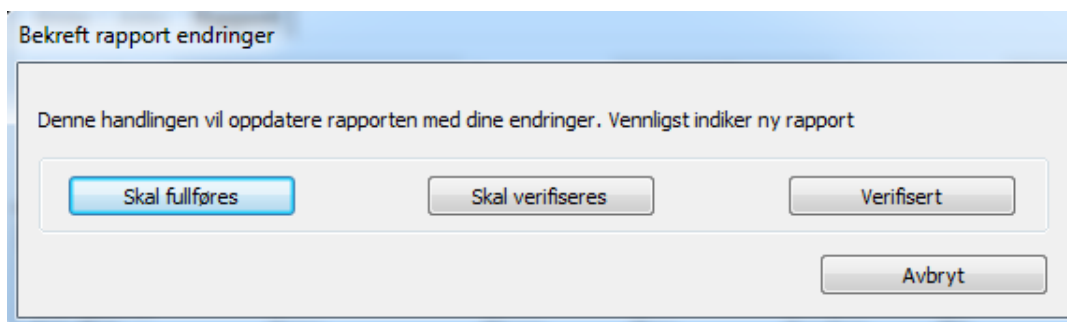 Bekreft rapport endringer
Denne handlingen vil oppdatere rapporten med dine endringer. Vennligst indiker ny rapport
Skal fullføres
Skal verifiseres
Verifisert
Avbryt